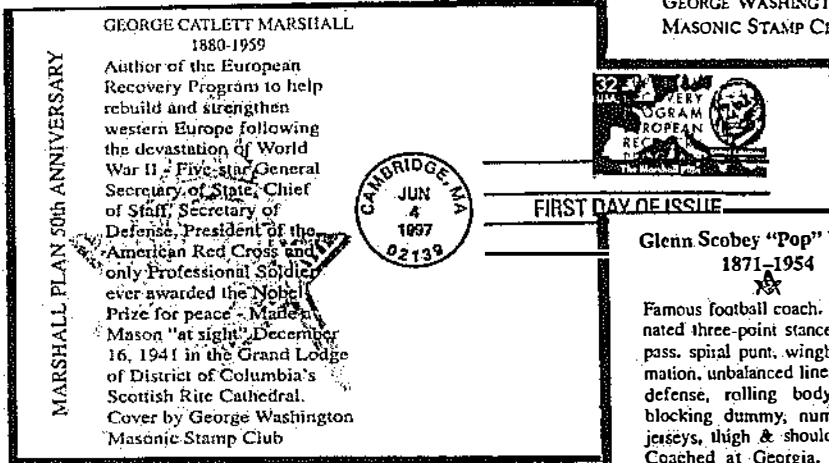 GEORGE WASHINGT
MASONIC STAMP C
MARSHALL PLAN 50th ANNIVERSARY
GEORGE CATLETT MARSHALL
1880-1959
Author of the European
Recovery Program to help
rebuild and strengthen
western Europe following
the devastation of World
War II - Five-star General
Secretary of State, Chief
of Staff, Secretary of
Defense, President of the
American Red Cross and
only Professional Soldier
ever awarded the Nobel
Prize for peace - Made a
Mason "at sight" December
16, 1941 in the Grand Lodge
of District of Columbia's
Scottish Rite Cathedral.
Cover by George Washington
Masonic Stamp Club
CAMBRIDGE, MA
JUN
4
1997
02139
32
VERY
OGRAM
ROPEAN
REC
The Marshall Plan
FIRST DAY OF ISSUE
Glenn Scobey "Pop"
1871–1954
Famous football coach.
nated three-point stance
pass. spiral punt, wingb
mation, unbalanced line
defense, rolling body
blocking dummy, num
jerseys, thigh & should
Coached at Georgia,